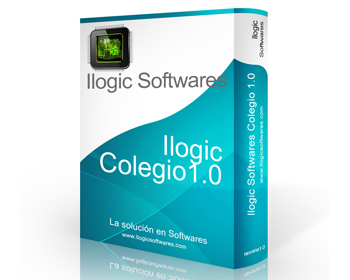 Ilogic Softwares
Ilogic
Colegio1.0
La solución en Softwares
www.ilogicsoftwares.com
Ilogic
Softwares
Ilogic Softwares Colegio 1.0
www.ilogicsoftwares.com